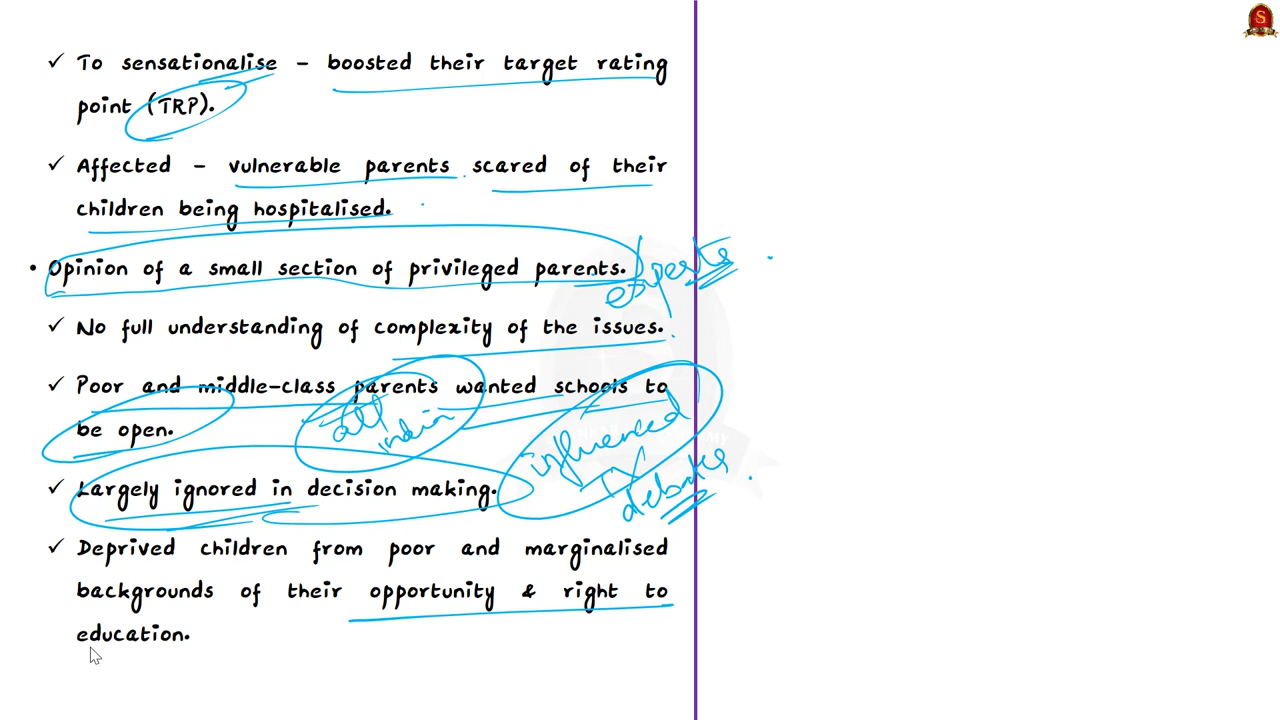 ✓ To sensationalise – boosted their target rating
point (TRP).
✓ Affected – vulnerable parents scared of their
children being hospitalised.
• Opinion of a small section of privileged parents.
experts
✓ No full understanding of complexity of the issues.
✓ Poor and middle-class parents wanted schools to
be open.
all
india
influenced
TV
debates
✓ Largely ignored in decision making.
✓ Deprived children from poor and marginalised
backgrounds of their opportunity & right to
education.